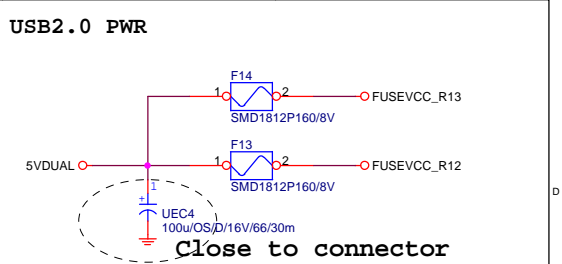 USB2.0 PWR
F14
1
2
FUSEVCC_R13
SMD1812P160/8V
F13
5VDUAL
1
2
FUSEVCC_R12
SMD1812P160/8V
1
+
UEC4
100u/OS/D/16V/66/30m
Close to connector
D